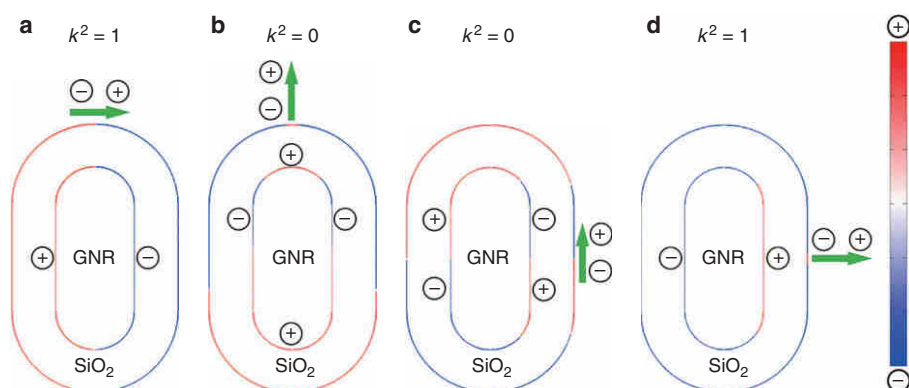 a k² = 1
b k² = 0
c k² = 0
d k² = 1
− +
+
−
+
− −
+ GNR −
GNR
+
SiO₂
SiO₂
+ −
GNR
− +
+
−
SiO₂
− GNR +
− +
SiO₂
+
−